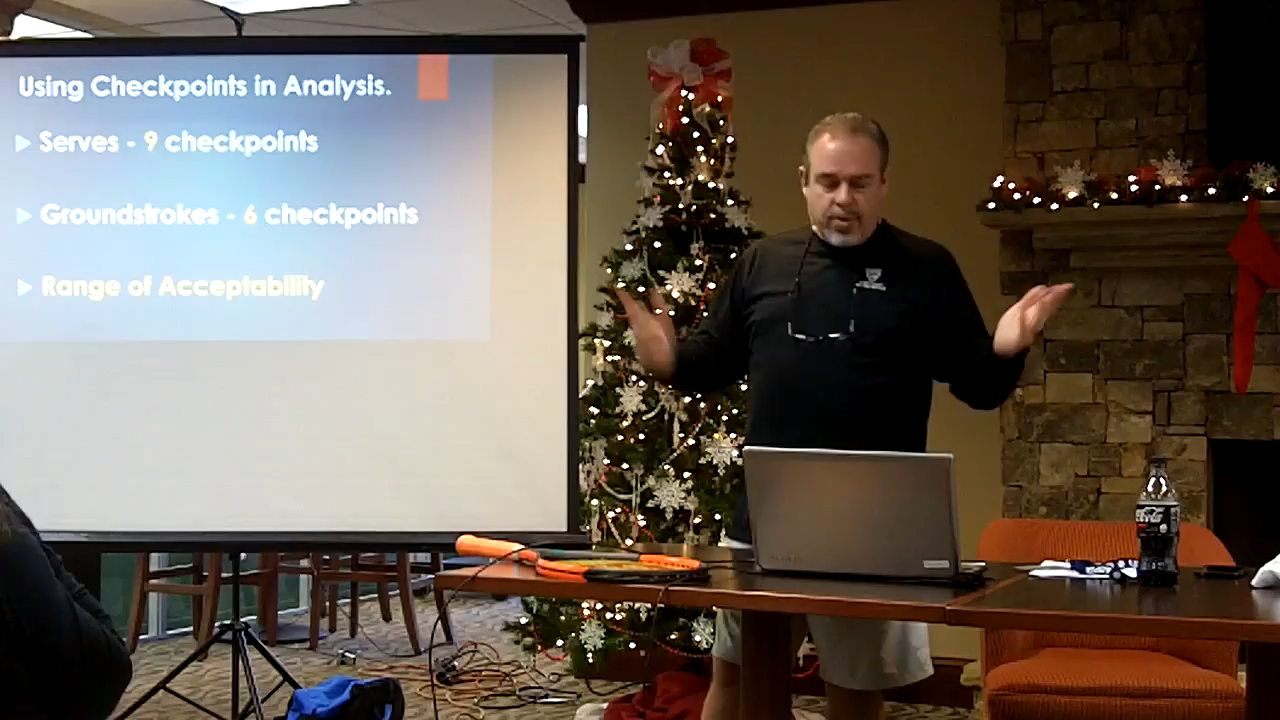 Using Checkpoints in Analysis.
Serves - 9 checkpoints
Groundstrokes - 6 checkpoints
Range of Acceptability